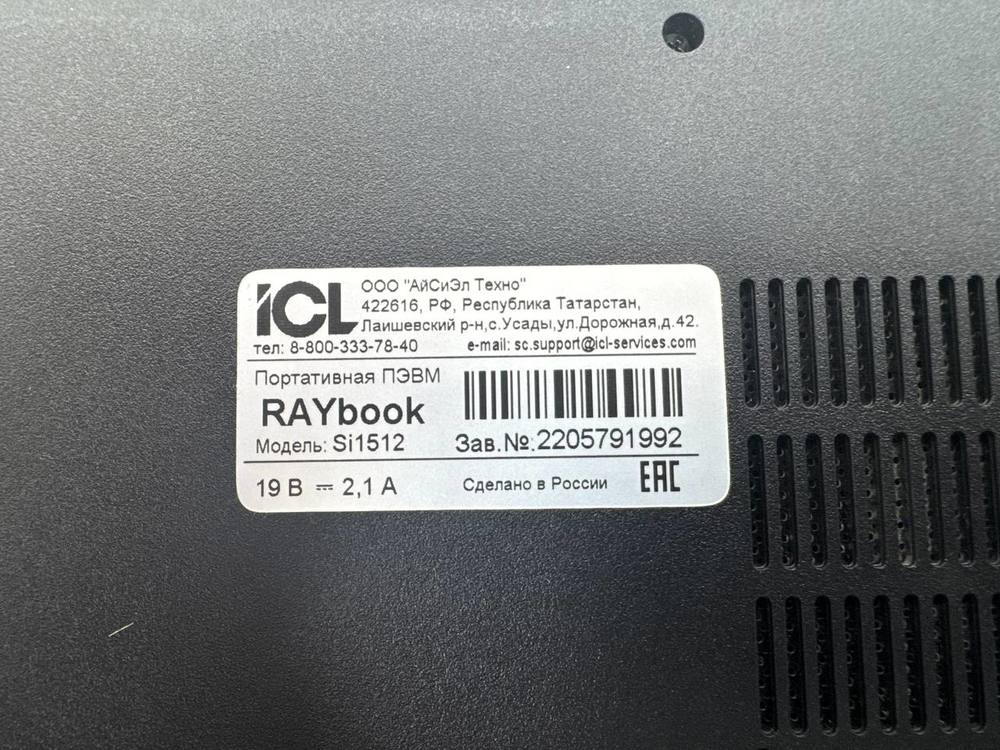 ICL
ООО "АйСиЭл Техно"
422616, РФ, Республика Татарстан,
Лаишевский р-н,с.Усады,ул.Дорожная,д.42.
тел: 8-800-333-78-40 e-mail: sc.support@icl-services.com
Портативная ПЭВМ
RAYbook
Модель: Si1512 Зав.№:2205791992
19 В ⎓ 2,1 А Сделано в России EAC